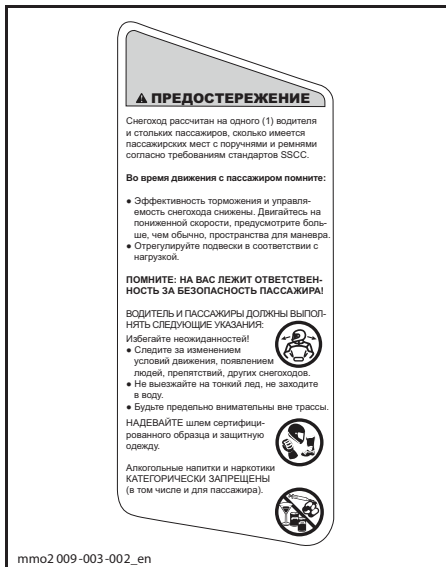 ⚠ ПРЕДОСТЕРЕЖЕНИЕ
Снегоход рассчитан на одного (1) водителя
и стольких пассажиров, сколько имеется
пассажирских мест с поручнями и ремнями
согласно требованиям стандартов SSCC.
Во время движения с пассажиром помните:
● Эффективность торможения и управля-
емость снегохода снижены. Двигайтесь на
пониженной скорости, предусмотрите боль-
ше, чем обычно, пространства для маневра.
● Отрегулируйте подвески в соответствии с
нагрузкой.
ПОМНИТЕ: НА ВАС ЛЕЖИТ ОТВЕТСТВЕН-
НОСТЬ ЗА БЕЗОПАСНОСТЬ ПАССАЖИРА!
ВОДИТЕЛЬ И ПАССАЖИРЫ ДОЛЖНЫ ВЫПОЛ-
НЯТЬ СЛЕДУЮЩИЕ УКАЗАНИЯ:
Избегайте неожиданностей!
● Следите за изменением
условий движения, появлением
людей, препятствий, других снегоходов.
● Не выезжайте на тонкий лед, не заходите
в воду.
● Будьте предельно внимательны вне трассы.
НАДЕВАЙТЕ шлем сертифици-
рованного образца и защитную
одежду.
Алкогольные напитки и наркотики
КАТЕГОРИЧЕСКИ ЗАПРЕЩЕНЫ
(в том числе и для пассажира).
mmo2009-003-002_en